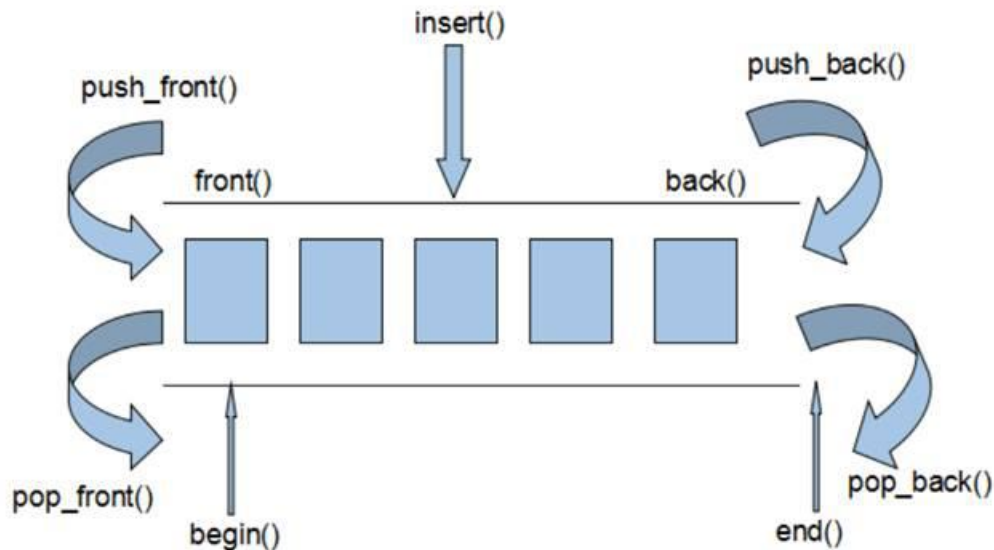 insert()
push_front()
push_back()
front()
back()
pop_front()
pop_back()
begin()
end()